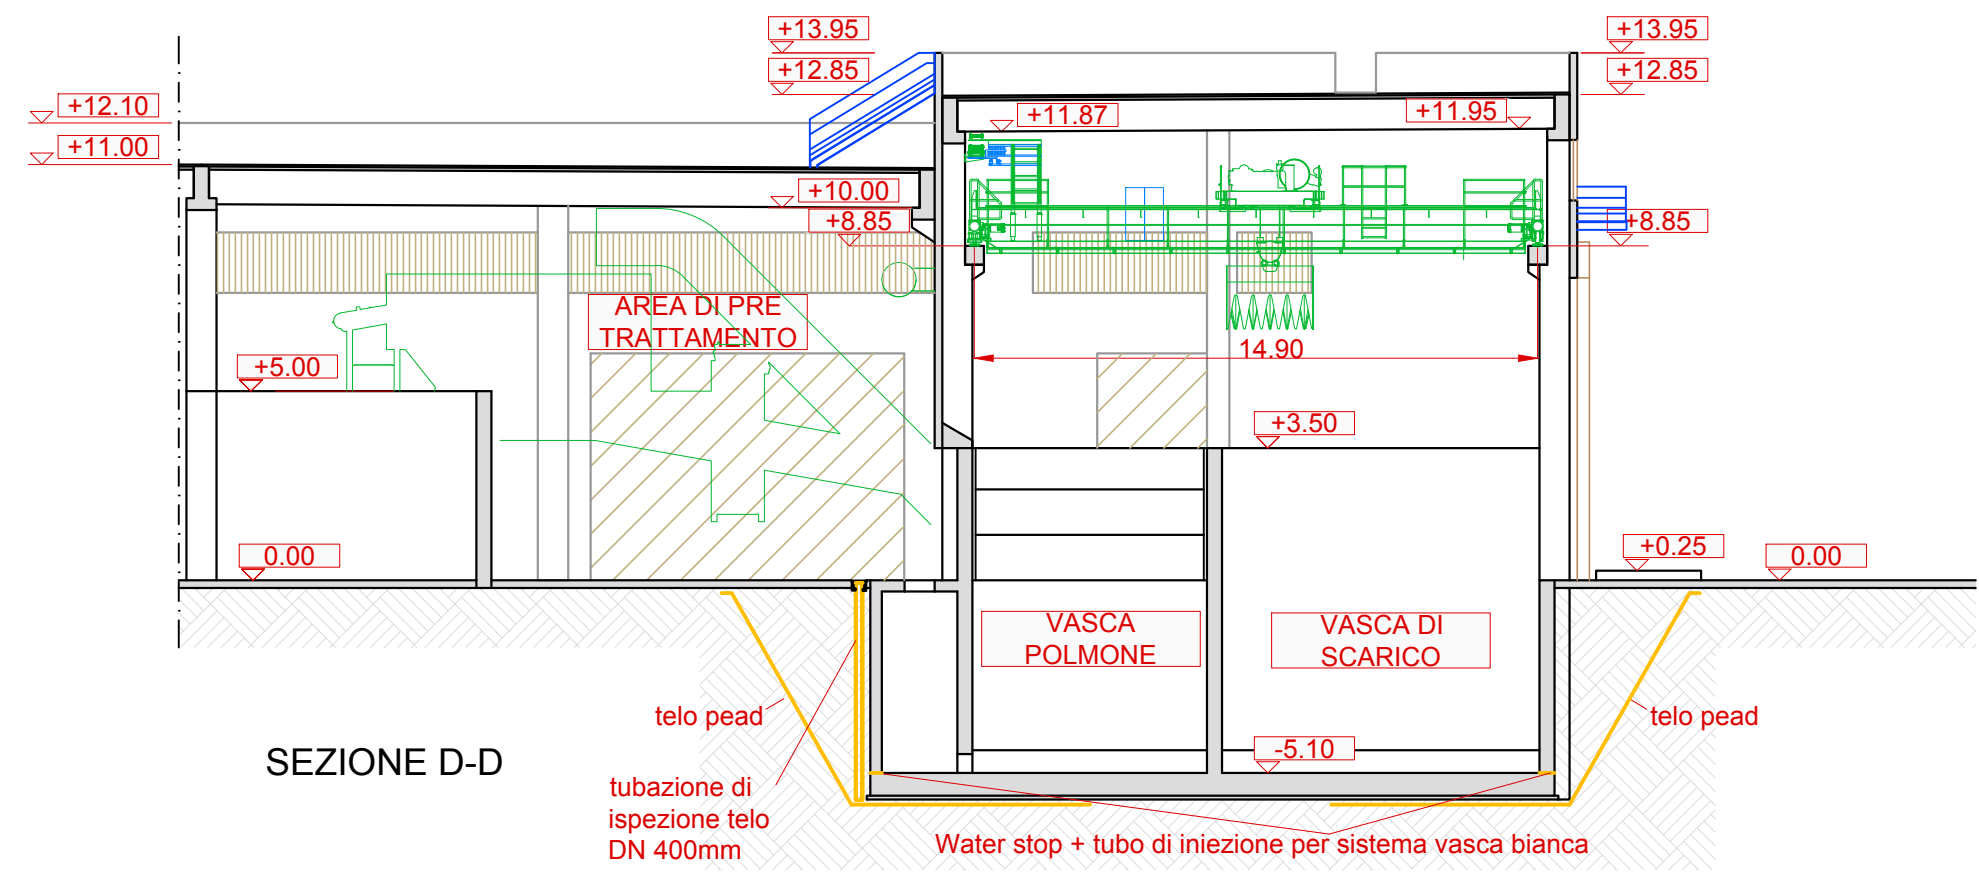 +13.95
+13.95
+12.85
+12.85
+12.10
+11.87
+11.95
+11.00
+10.00
+8.85
+8.85
AREA DI PRE
TRATTAMENTO
14.90
+5.00
+3.50
0.00
+0.25
0.00
VASCA
POLMONE
VASCA DI
SCARICO
telo pead
telo pead
SEZIONE D-D
-5.10
tubazione di
ispezione telo
DN 400mm
Water stop + tubo di iniezione per sistema vasca bianca